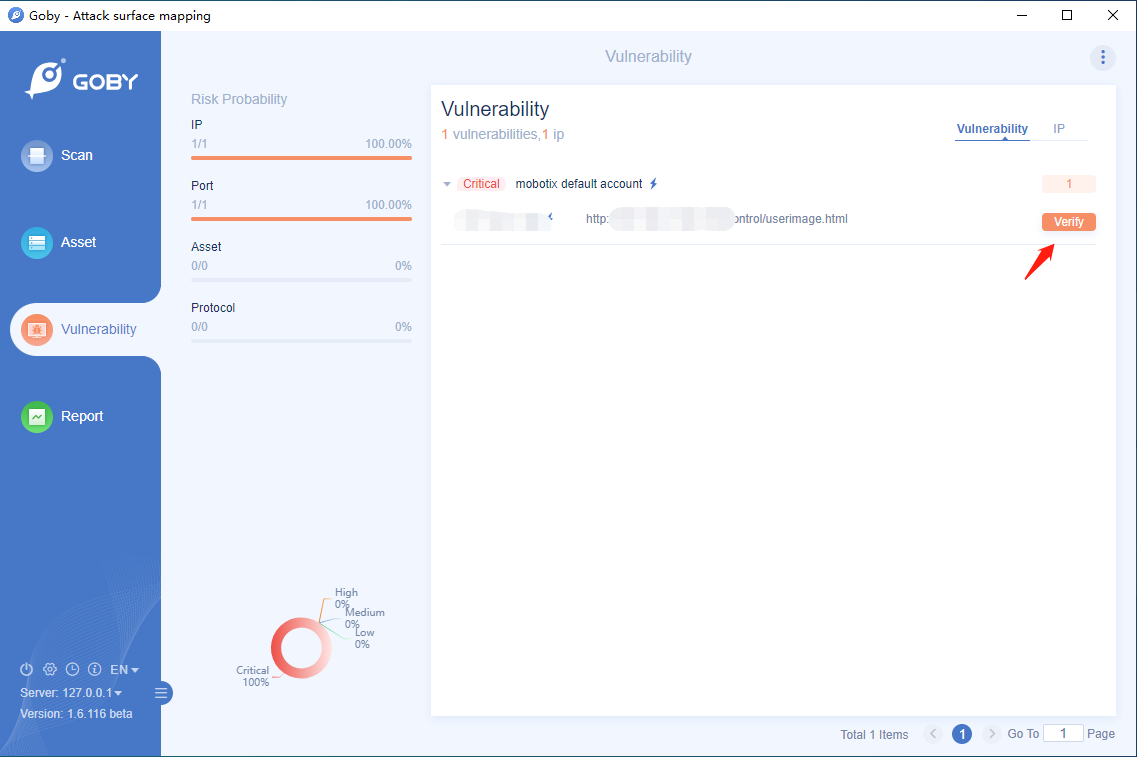 Goby - Attack surface mapping
GOBY
Scan
Asset
Vulnerability
Report
EN
Server: 127.0.0.1
Version: 1.6.116 beta
Vulnerability
Risk Probability
IP
1/1 100.00%
Port
1/1 100.00%
Asset
0/0 0%
Protocol
0/0 0%
High
0%
Medium
0%
Low
0%
Critical
100%
Vulnerability
1 vulnerabilities,1 ip
Vulnerability IP
Critical mobotix default account 1
http: ontrol/userimage.html Verify
Total 1 Items 1 Go To 1 Page